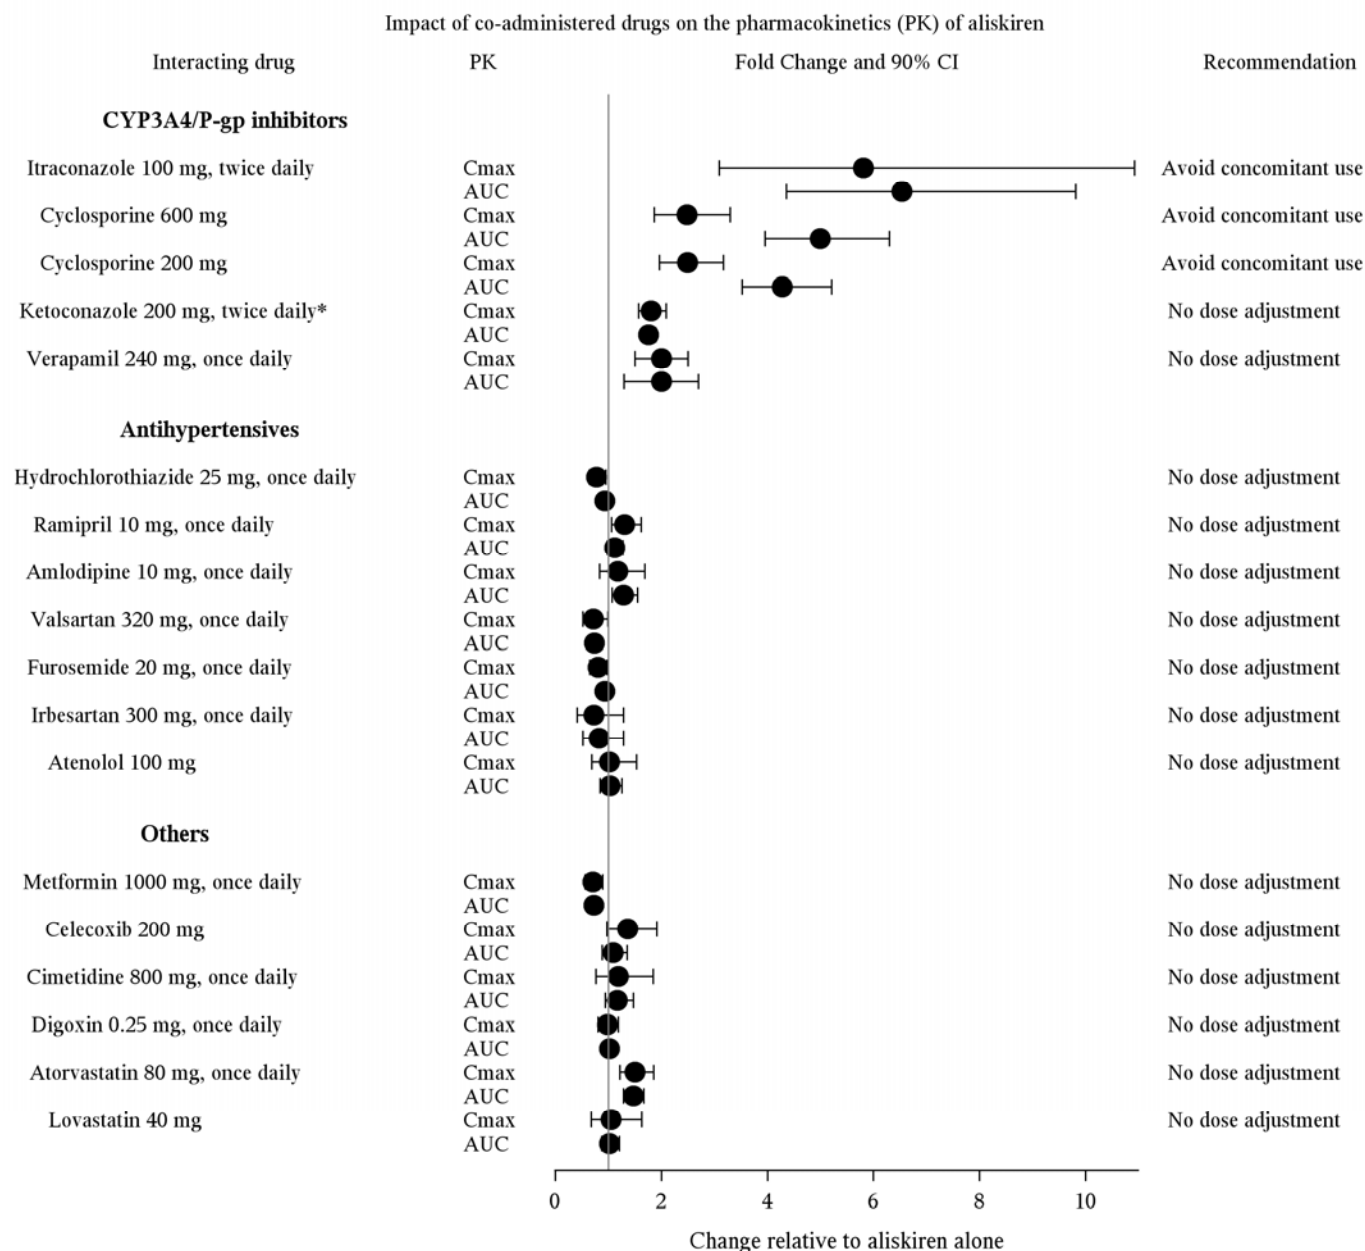 Impact of co-administered drugs on the pharmacokinetics (PK) of aliskiren
Interacting drug PK Fold Change and 90% CI Recommendation
CYP3A4/P-gp inhibitors
Itraconazole 100 mg, twice daily Cmax Avoid concomitant use
AUC
Cyclosporine 600 mg Cmax Avoid concomitant use
AUC
Cyclosporine 200 mg Cmax Avoid concomitant use
AUC
Ketoconazole 200 mg, twice daily* Cmax No dose adjustment
AUC
Verapamil 240 mg, once daily Cmax No dose adjustment
AUC
Antihypertensives
Hydrochlorothiazide 25 mg, once daily Cmax No dose adjustment
AUC
Ramipril 10 mg, once daily Cmax No dose adjustment
AUC
Amlodipine 10 mg, once daily Cmax No dose adjustment
AUC
Valsartan 320 mg, once daily Cmax No dose adjustment
AUC
Furosemide 20 mg, once daily Cmax No dose adjustment
AUC
Irbesartan 300 mg, once daily Cmax No dose adjustment
AUC
Atenolol 100 mg Cmax No dose adjustment
AUC
Others
Metformin 1000 mg, once daily Cmax No dose adjustment
AUC
Celecoxib 200 mg Cmax No dose adjustment
AUC
Cimetidine 800 mg, once daily Cmax No dose adjustment
AUC
Digoxin 0.25 mg, once daily Cmax No dose adjustment
AUC
Atorvastatin 80 mg, once daily Cmax No dose adjustment
AUC
Lovastatin 40 mg Cmax No dose adjustment
AUC
0 2 4 6 8 10
Change relative to aliskiren alone